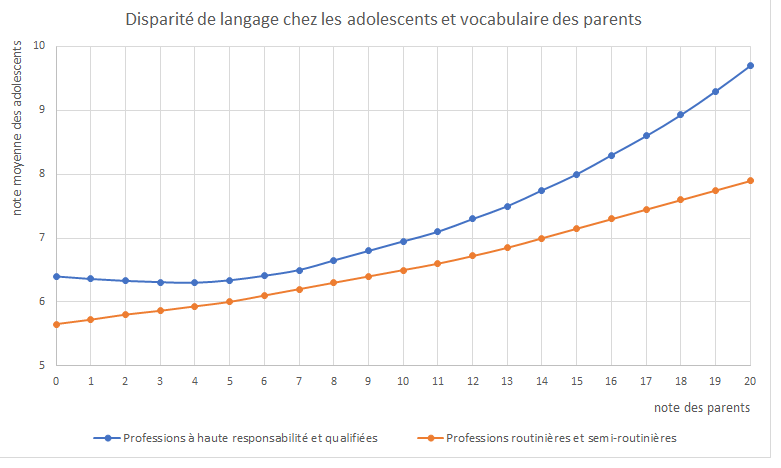 Disparité de langage chez les adolescents et vocabulaire des parents
note moyenne des adolescents
10
9
8
7
6
5
0 1 2 3 4 5 6 7 8 9 10 11 12 13 14 15 16 17 18 19 20
note des parents
Professions à haute responsabilité et qualifiées Professions routinières et semi-routinières